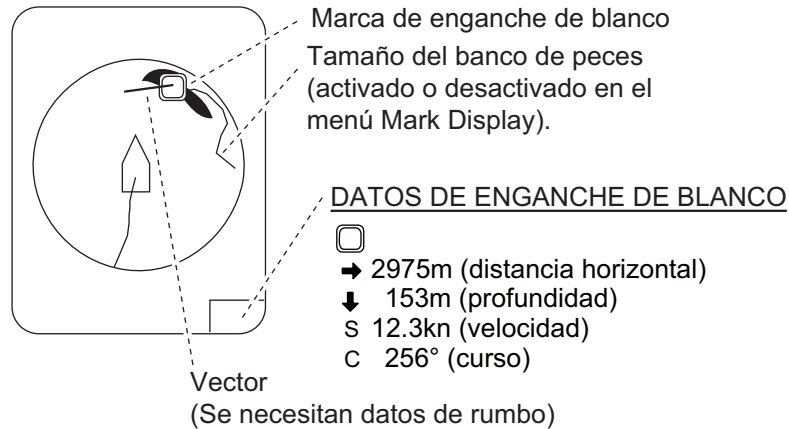 Marca de enganche de blanco
Tamaño del banco de peces
(activado o desactivado en el
menú Mark Display).
DATOS DE ENGANCHE DE BLANCO
2975m (distancia horizontal)
153m (profundidad)
S 12.3kn (velocidad)
C 256° (curso)
Vector
(Se necesitan datos de rumbo)